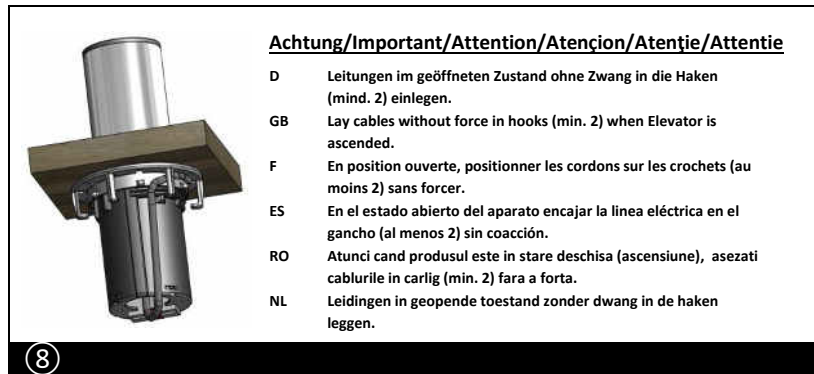 Achtung/Important/Attention/Atençion/Atenţie/Attentie
D Leitungen im geöffneten Zustand ohne Zwang in die Haken
(mind. 2) einlegen.
GB Lay cables without force in hooks (min. 2) when Elevator is
ascended.
F En position ouverte, positionner les cordons sur les crochets (au
moins 2) sans forcer.
ES En el estado abierto del aparato encajar la linea eléctrica en el
gancho (al menos 2) sin coacción.
RO Atunci cand produsul este in stare deschisa (ascensiune), asezati
cablurile in carlig (min. 2) fara a forta.
NL Leidingen in geopende toestand zonder dwang in de haken
leggen.
8